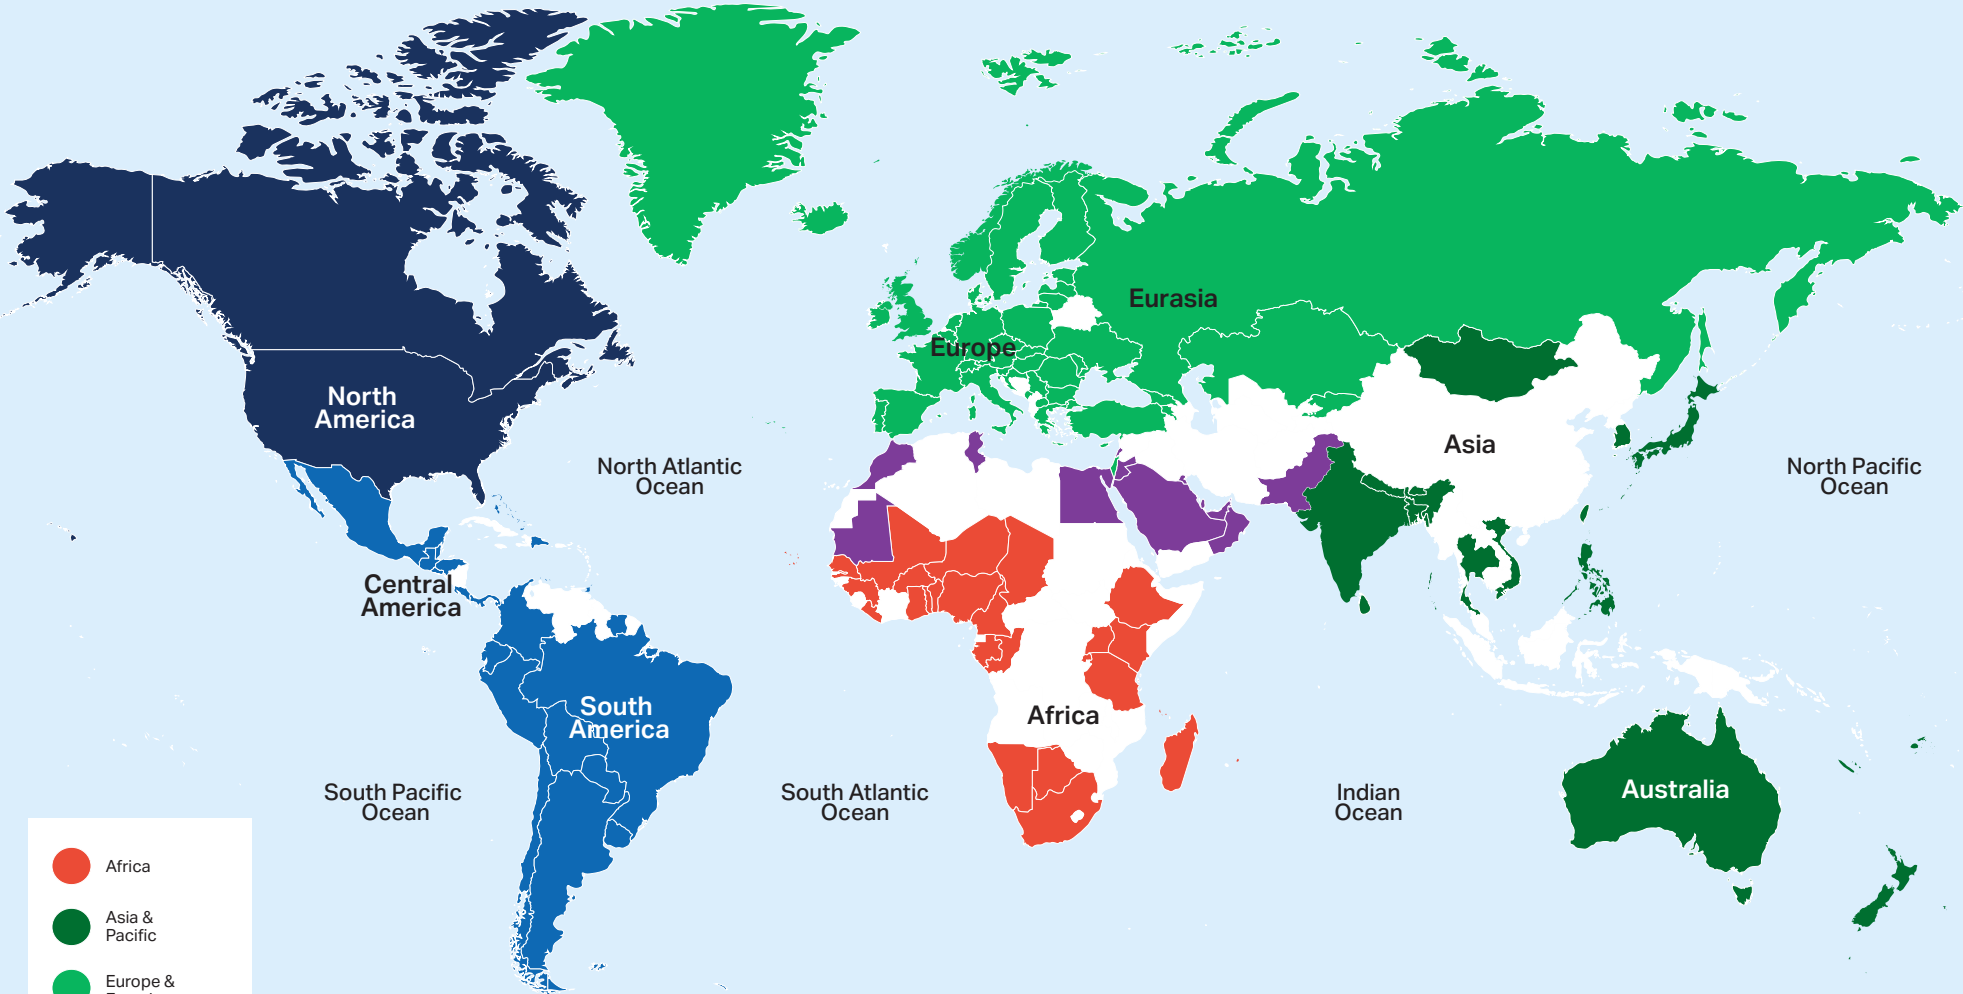 Eurasia
Europe
North
America
Asia
North Atlantic
Ocean
North Pacific
Ocean
Central
America
South
America
Africa
South Pacific
Ocean
South Atlantic
Ocean
Indian
Ocean
Australia
Africa
Asia &
Pacific
Europe &